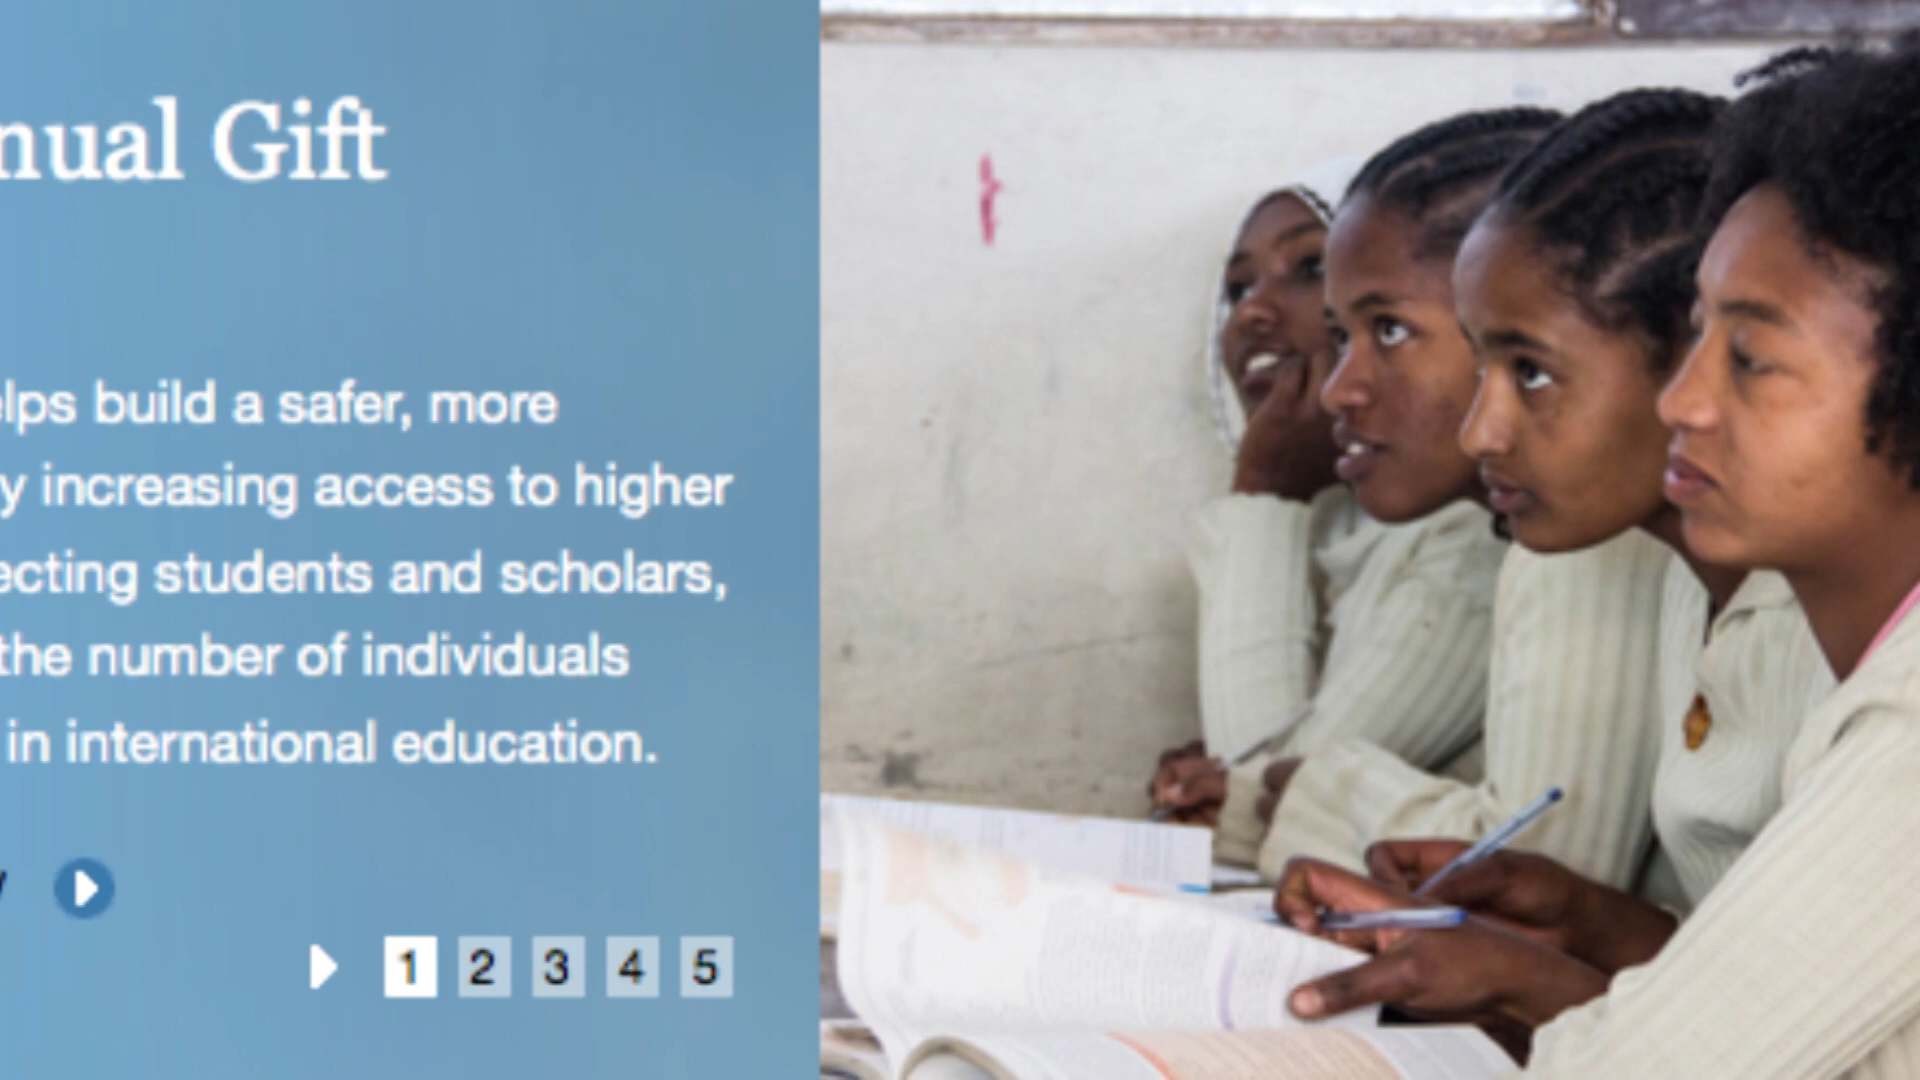 nual Gift
elps build a safer, more
y increasing access to higher
ecting students and scholars,
the number of individuals
in international education.
1 2 3 4 5